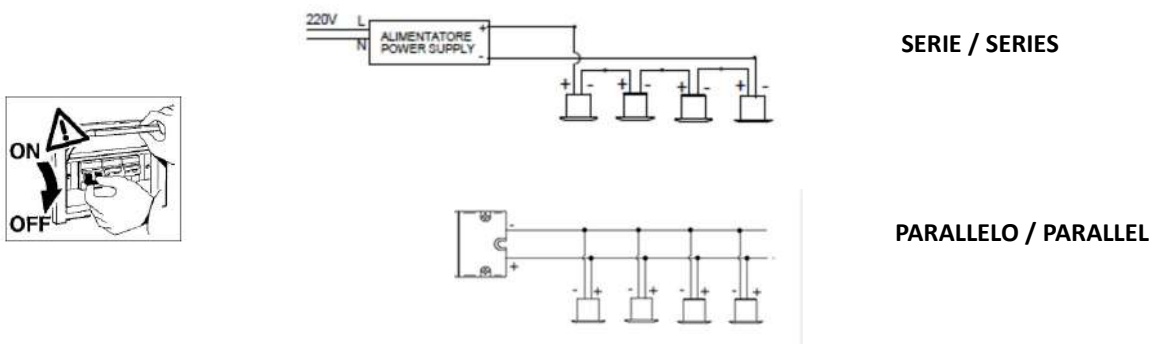 220V L
N
ALIMENTATORE
POWER SUPPLY
+
-
+ - + - + - + -
SERIE / SERIES
ON
OFF
-
+
- + - + - + - +
PARALLELO / PARALLEL